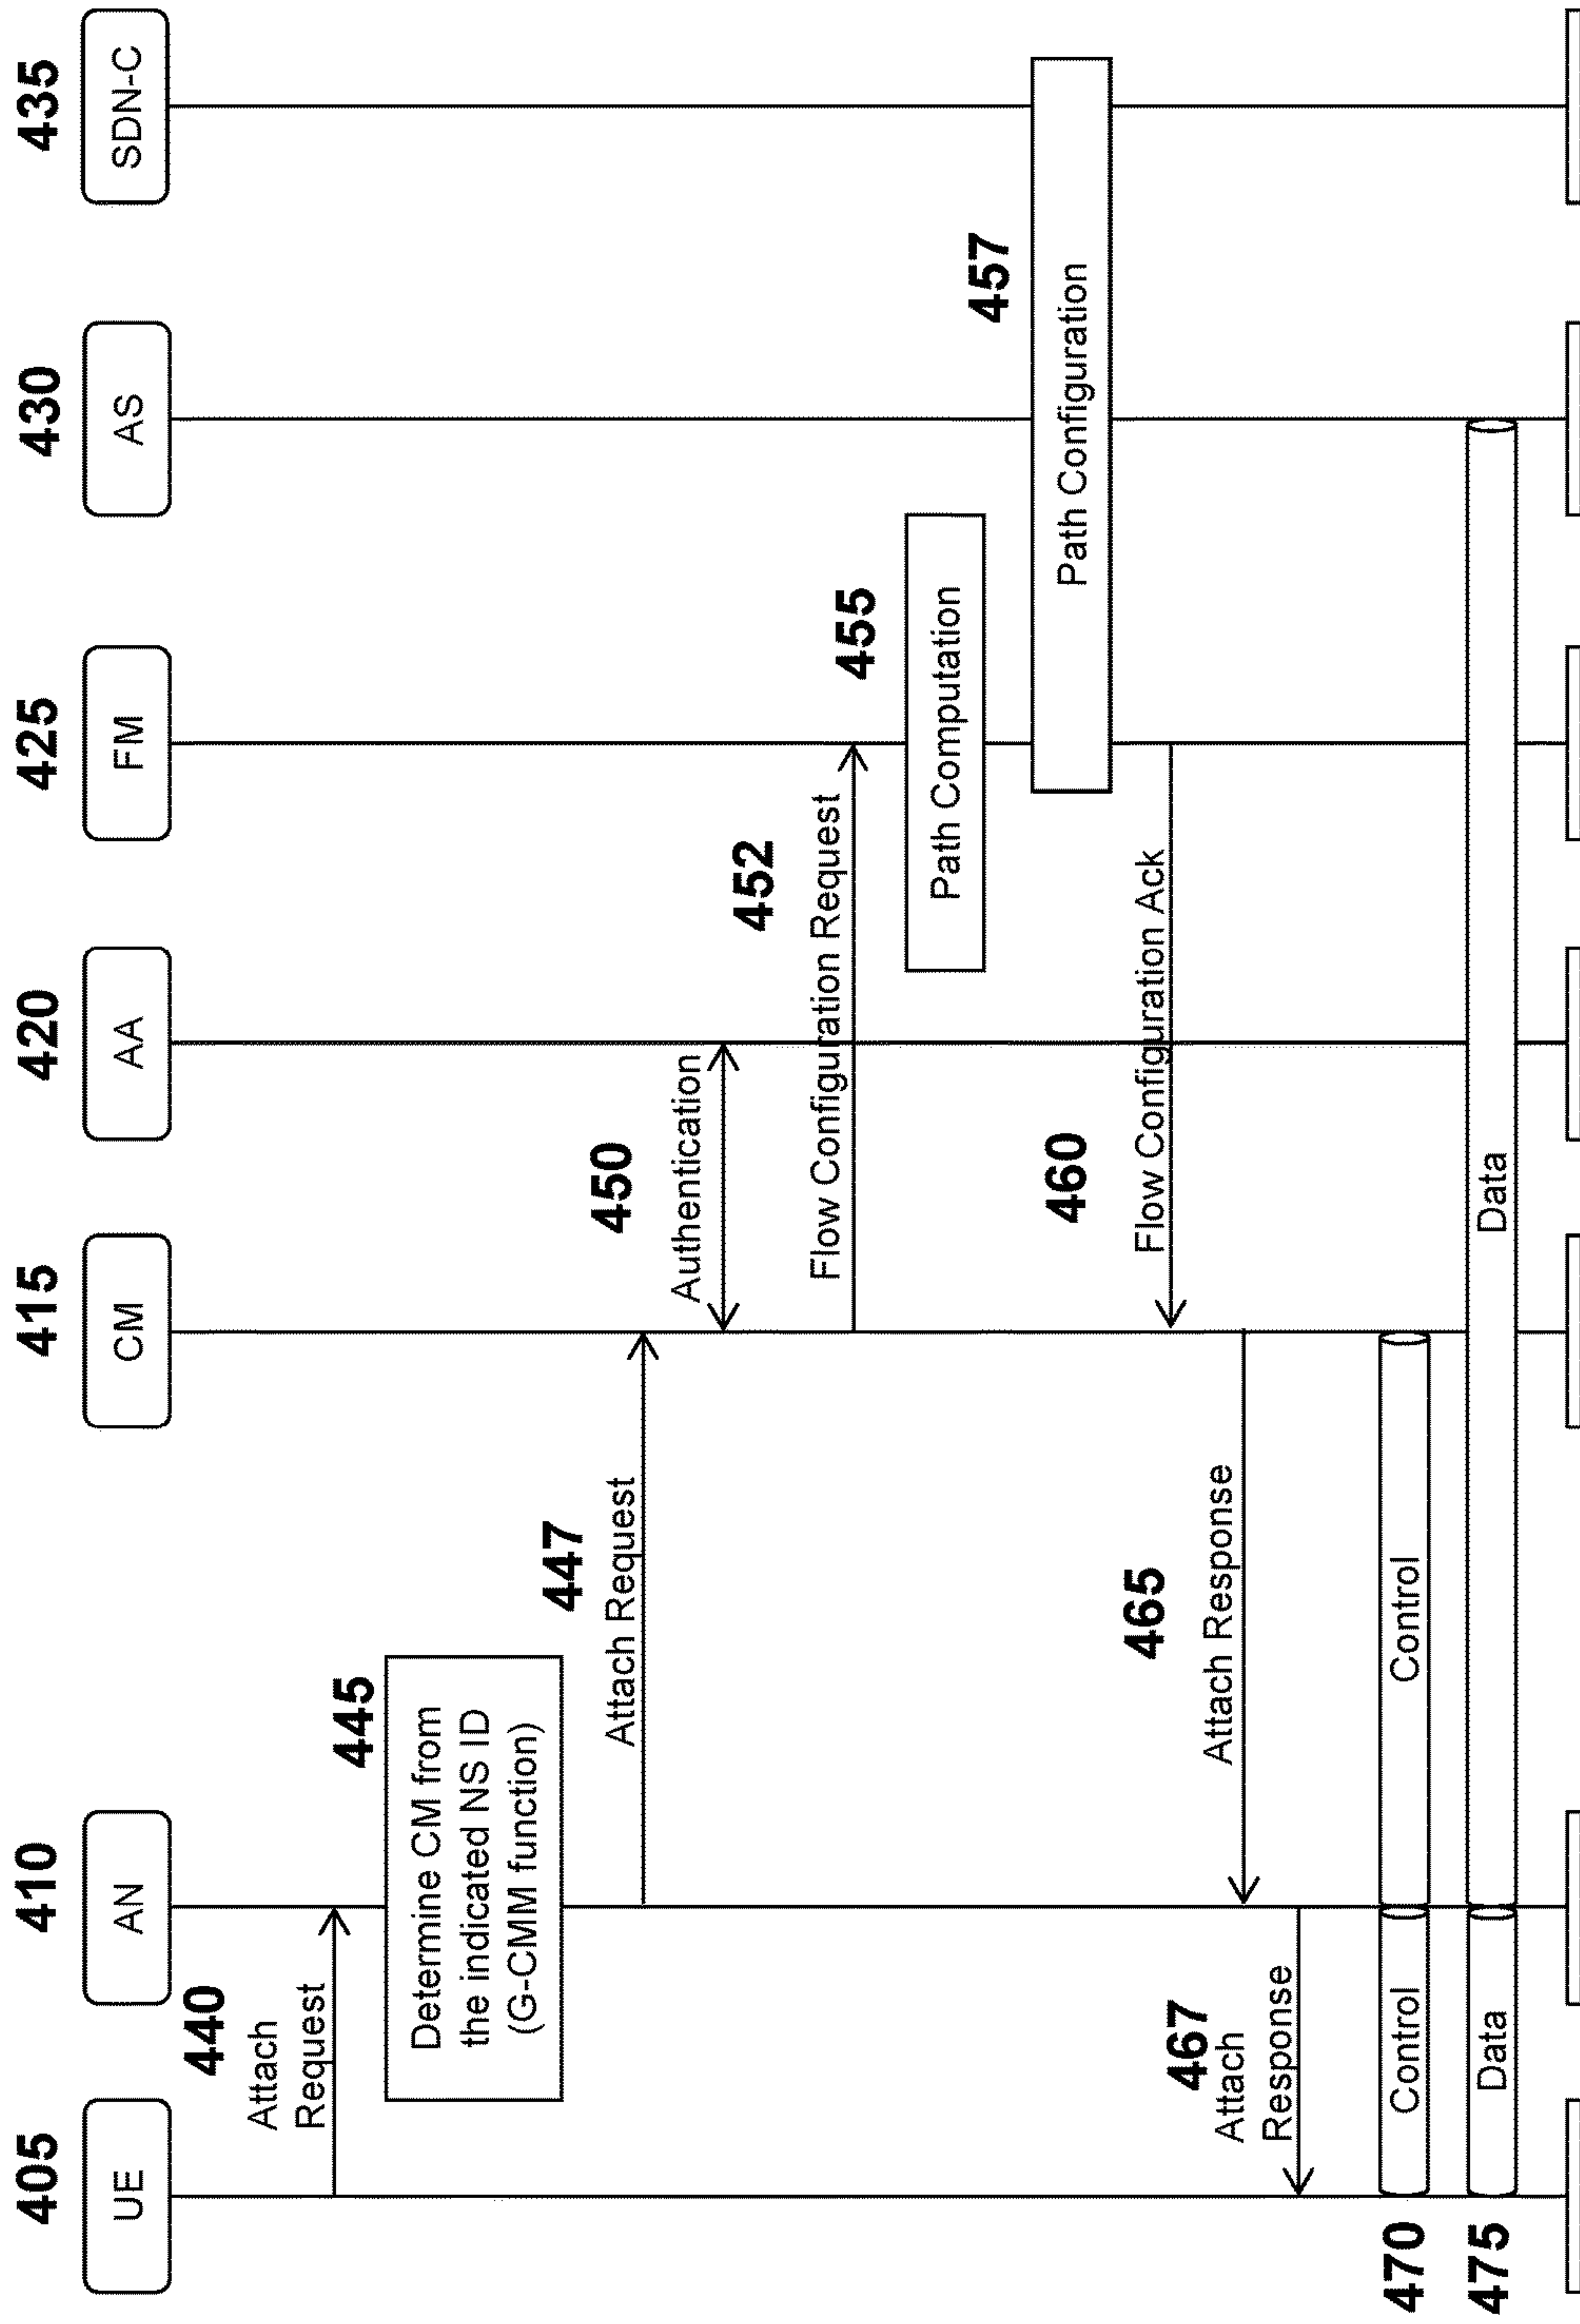 405
410
415
420
425
430
435
UE
AN
CM
AA
FM
AS
SDN-C
440
Attach
Request
445
Determine CM from
the indicated NS ID
(G-CMM function)
447
Attach Request
450
Authentication
452
Flow Configuration Request
455
Path Computation
457
Path Configuration
460
Flow Configuration Ack
465
Attach Response
467
Attach
Response
470
Control
Control
475
Data
Data